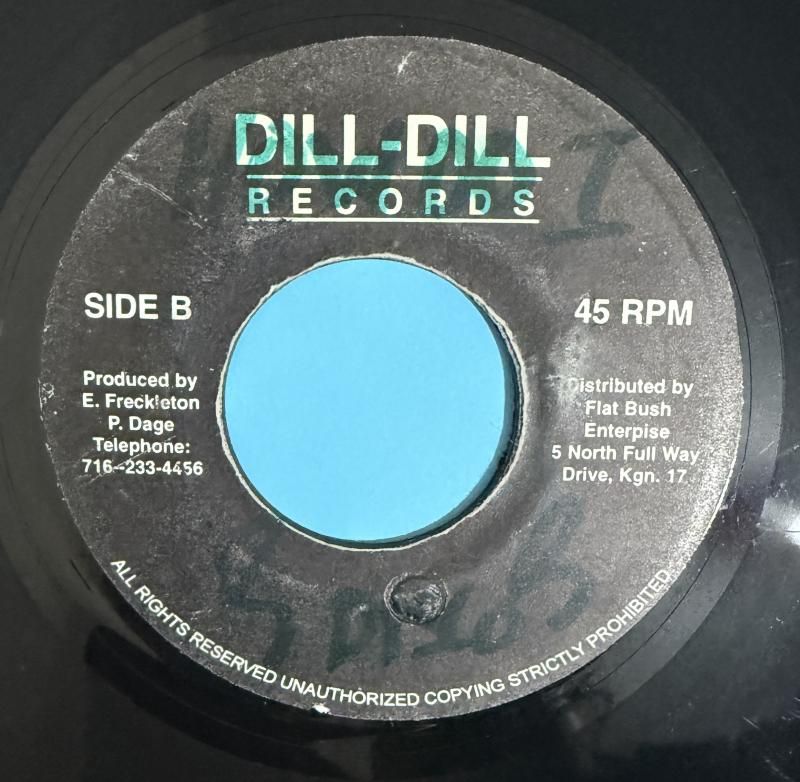 DILL-DILL
RECORDS
SIDE B
45 RPM
Produced by
E. Freckleton
P. Dage
Telephone:
716-233-4456
Distributed by
Flat Bush
Enterpise
5 North Full Way
Drive, Kgn. 17
ALL RIGHTS RESERVED UNAUTHORIZED COPYING STRICTLY PROHIBITED